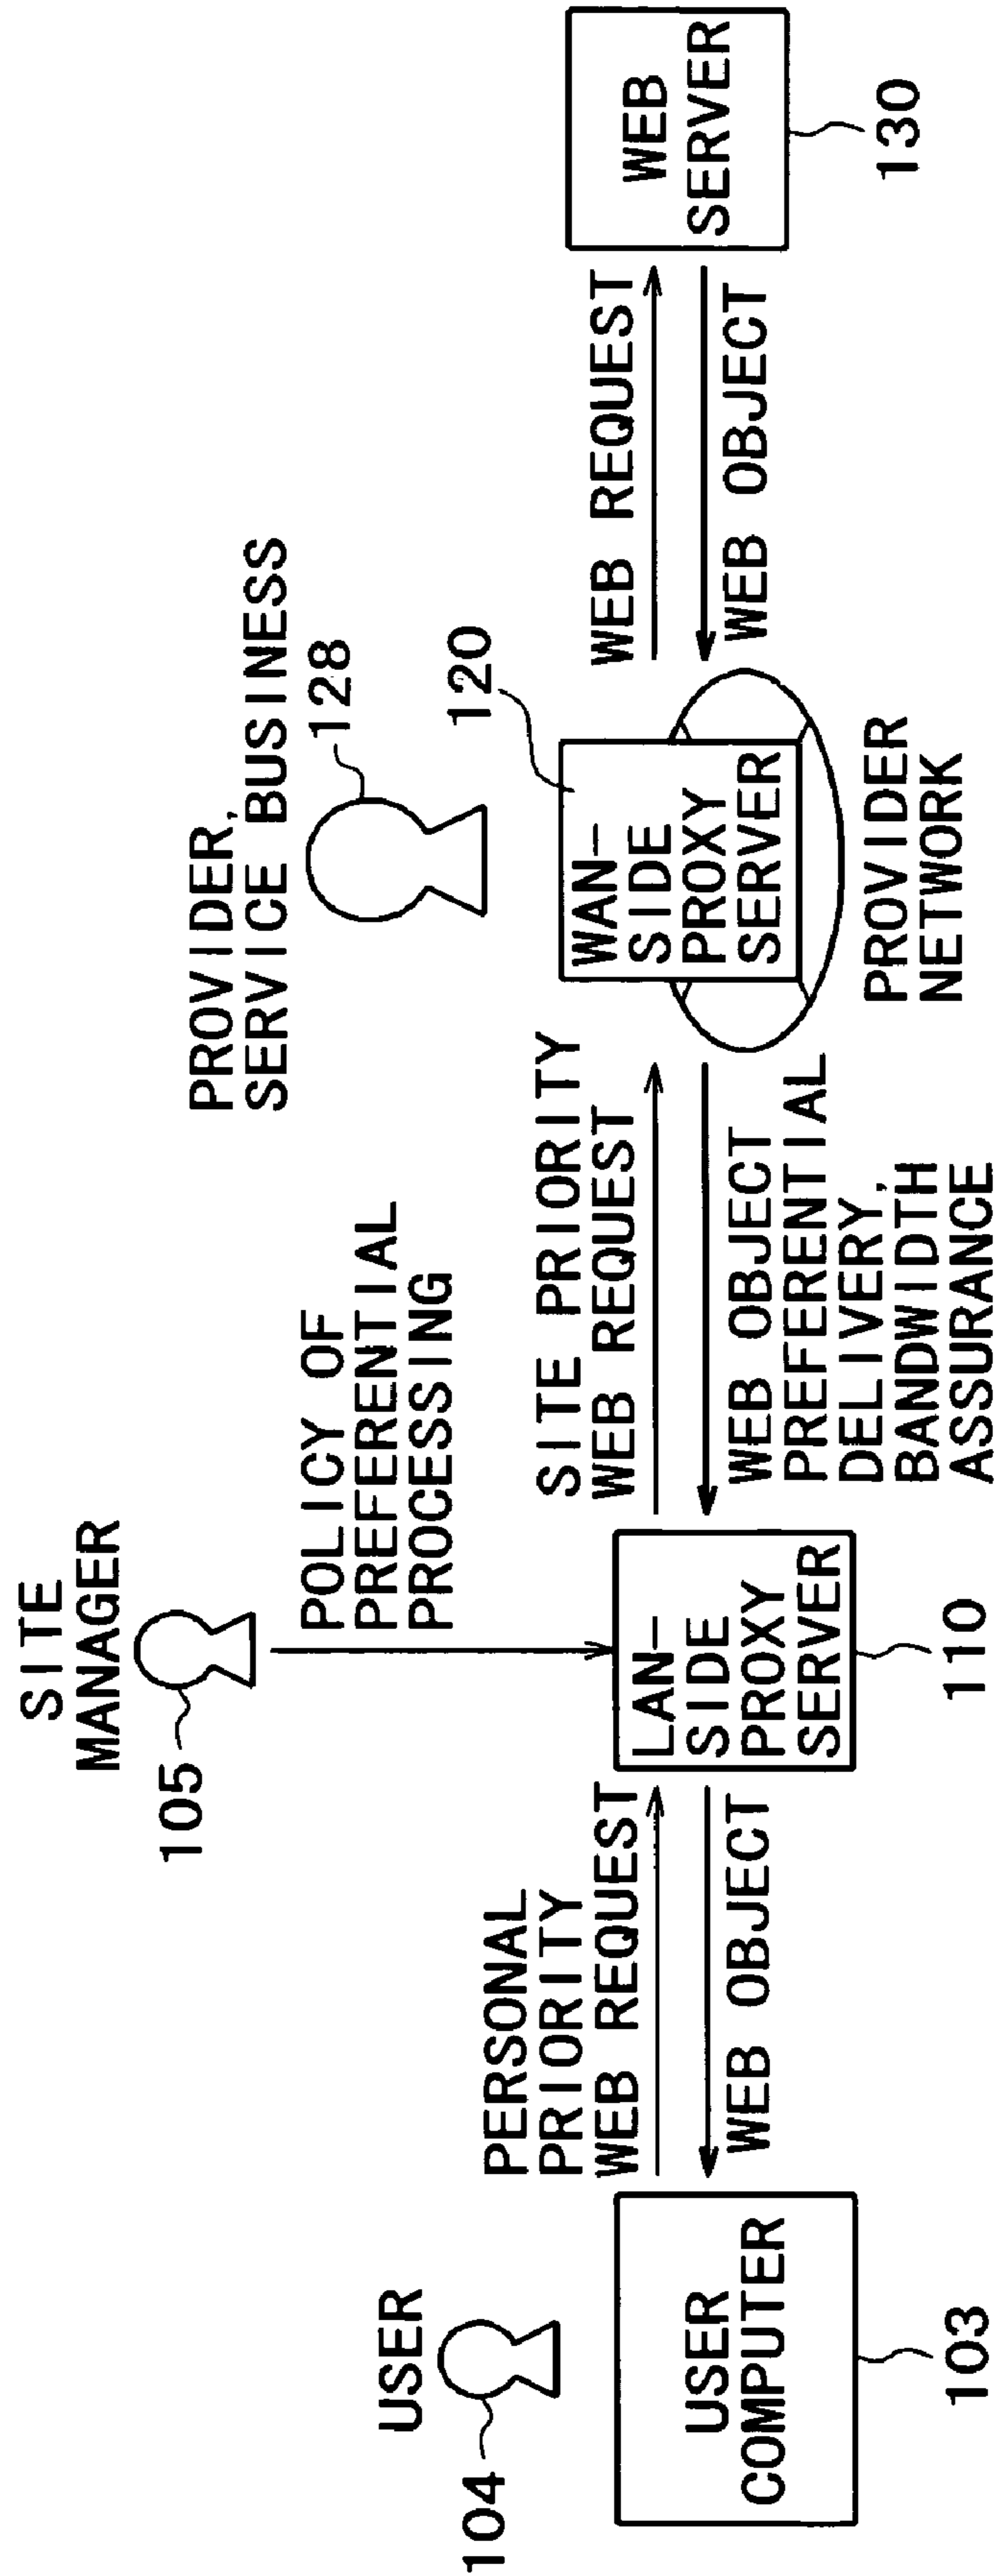 USER
104
USER
COMPUTER
103
PERSONAL
PRIORITY
WEB REQUEST
WEB OBJECT
SITE
MANAGER
105
POLICY OF
PREFERENTIAL
PROCESSING
LAN-
SIDE
PROXY
SERVER
110
SITE PRIORITY
WEB REQUEST
WEB OBJECT
PREFERENTIAL
DELIVERY,
BANDWIDTH
ASSURANCE
PROVIDER,
SERVICE BUSINESS
128
120
WAN-
SIDE
PROXY
SERVER
PROVIDER
NETWORK
WEB REQUEST
WEB OBJECT
WEB
SERVER
130